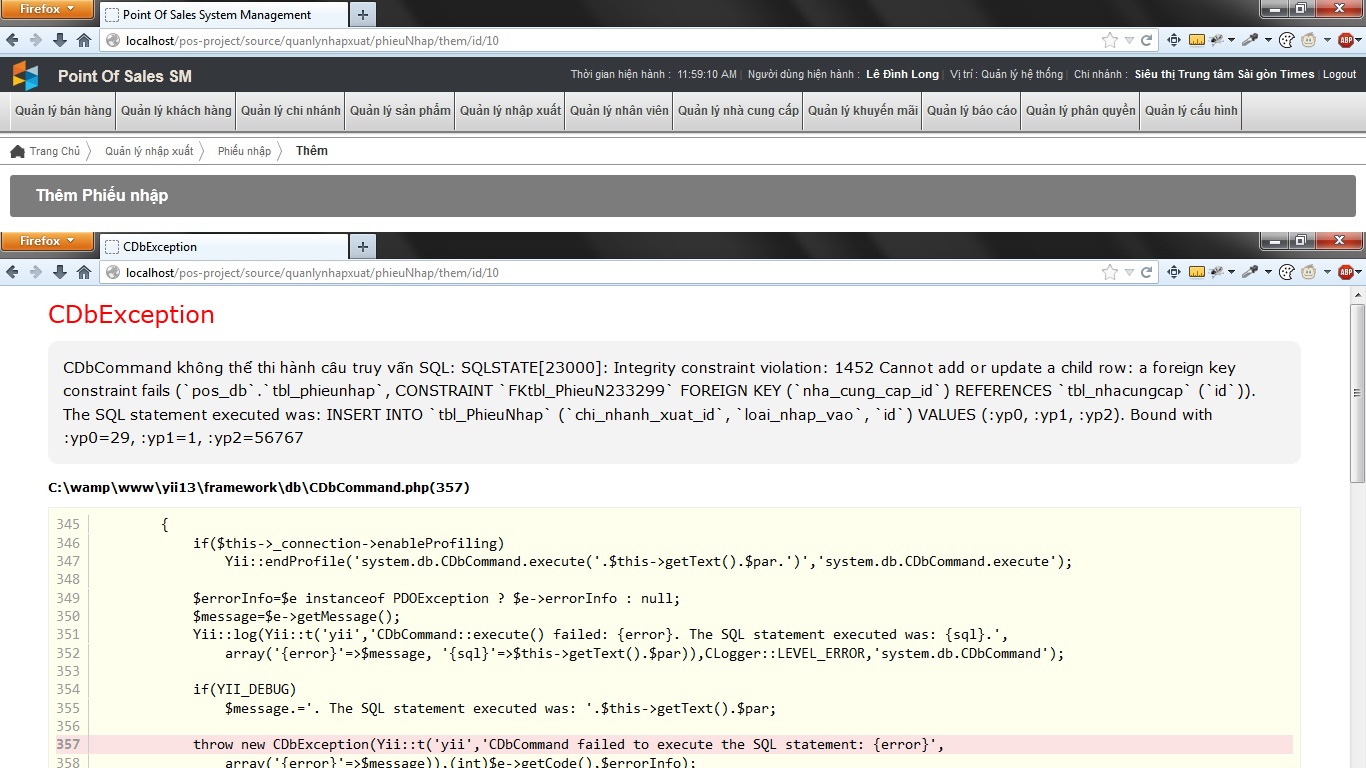 Firefox
Point Of Sales System Management
localhost/pos-project/source/quanlynhapxuat/phieuNhap/them/id/10
ABP
Point Of Sales SM
Thời gian hiện hành : 11:59:10 AM | Người dùng hiện hành : Lê Đình Long | Vị trí : Quản lý hệ thống | Chi nhánh : Siêu thị Trung tâm Sài gòn Times | Logout
Quản lý bán hàng Quản lý khách hàng Quản lý chi nhánh Quản lý sản phẩm Quản lý nhập xuất Quản lý nhân viên Quản lý nhà cung cấp Quản lý khuyến mãi Quản lý báo cáo Quản lý phân quyền Quản lý cấu hình
Trang Chủ Quản lý nhập xuất Phiếu nhập Thêm
Thêm Phiếu nhập
Firefox
CDbException
localhost/pos-project/source/quanlynhapxuat/phieuNhap/them/id/10
ABP
CDbException
CDbCommand không thể thi hành câu truy vấn SQL: SQLSTATE[23000]: Integrity constraint violation: 1452 Cannot add or update a child row: a foreign key
constraint fails (`pos_db`.`tbl_phieunhap`, CONSTRAINT `FKtbl_PhieuN233299` FOREIGN KEY (`nha_cung_cap_id`) REFERENCES `tbl_nhacungcap` (`id`)).
The SQL statement executed was: INSERT INTO `tbl_PhieuNhap` (`chi_nhanh_xuat_id`, `loai_nhap_vao`, `id`) VALUES (:yp0, :yp1, :yp2). Bound with
:yp0=29, :yp1=1, :yp2=56767
C:\wamp\www\yii13\framework\db\CDbCommand.php(357)
345 {
346 if($this->_connection->enableProfiling)
347 Yii::endProfile('system.db.CDbCommand.execute('.$this->getText().$par.')','system.db.CDbCommand.execute');
348
349 $errorInfo=$e instanceof PDOException ? $e->errorInfo : null;
350 $message=$e->getMessage();
351 Yii::log(Yii::t('yii','CDbCommand::execute() failed: {error}. The SQL statement executed was: {sql}.',
352 array('{error}'=>$message, '{sql}'=>$this->getText().$par)),CLogger::LEVEL_ERROR,'system.db.CDbCommand');
353
354 if(YII_DEBUG)
355 $message.='. The SQL statement executed was: '.$this->getText().$par;
356
357 throw new CDbException(Yii::t('yii','CDbCommand failed to execute the SQL statement: {error}',
358 array('{error}'=>$message)),(int)$e->getCode(),$errorInfo);